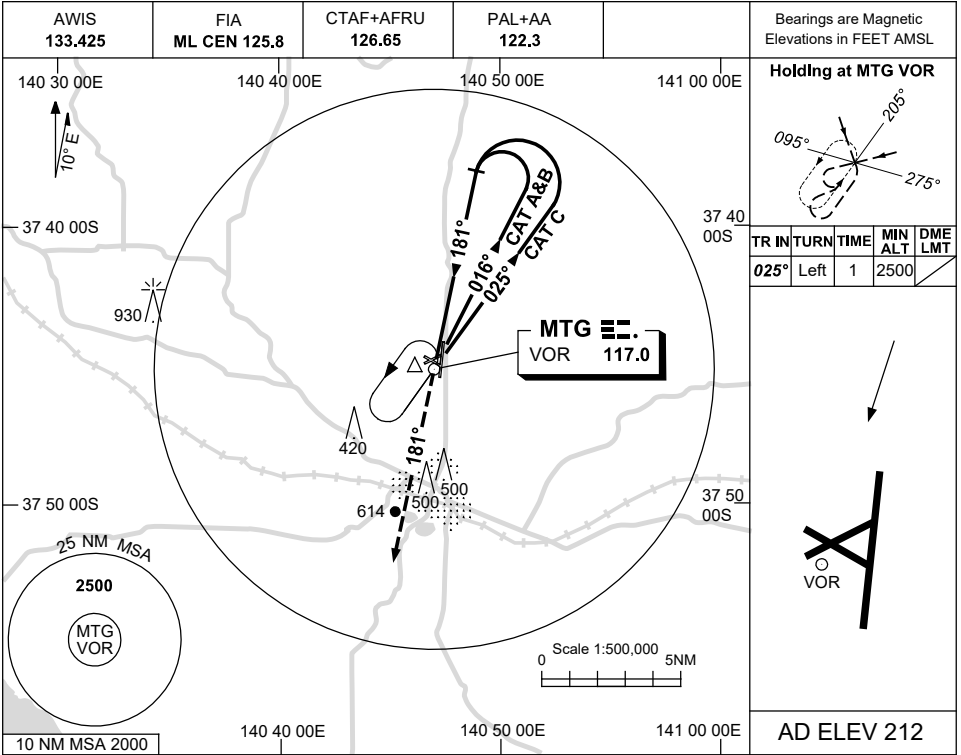 AWIS
133.425
FIA
ML CEN 125.8
CTAF+AFRU
126.65
PAL+AA
122.3
Bearings are Magnetic
Elevations in FEET AMSL
140 30 00E
140 40 00E
140 50 00E
141 00 00E
10° E
37 40 00S
37 40
00S
930
181°
016°
CAT A&B
025°
CAT C
MTG
VOR 117.0
420
181°
500
500
614
37 50 00S
37 50
00S
25 NM MSA
2500
MTG
VOR
10 NM MSA 2000
Scale 1:500,000
0
5NM
140 40 00E
140 50 00E
141 00 00E
Holding at MTG VOR
205°
095°
275°
TR IN TURN TIME MIN ALT DME LMT
025° Left 1 2500
VOR
AD ELEV 212